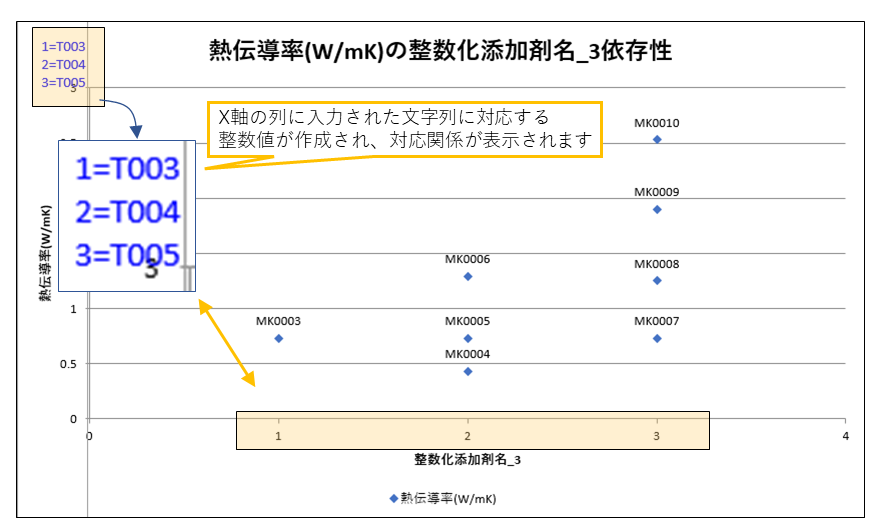 熱伝導率(W/mK)の整数化添加剤名_3依存性
1=T003
2=T004
3=T005
3
X軸の列に入力された文字列に対応する
整数値が作成され、対応関係が表示されます
1=T003
2=T004
3=T005
3
MK0010
MK0009
MK0006
MK0008
MK0003
MK0005
MK0007
MK0004
熱伝導率(W/mK)
1
0.5
0
0
1
2
3
4
整数化添加剤名_3
熱伝導率(W/mK)